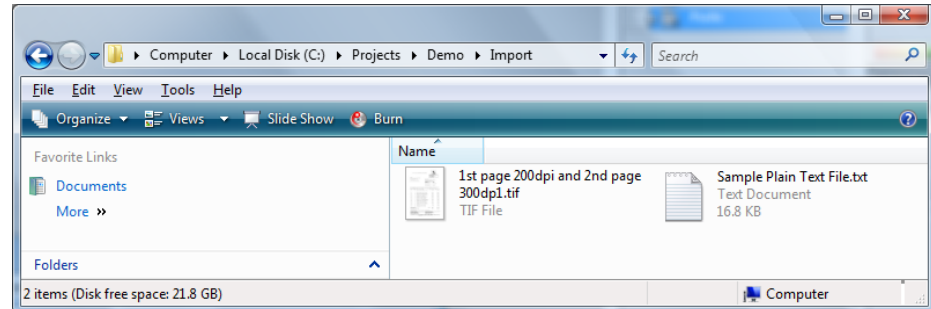 Computer Local Disk (C:) Projects Demo Import Search
File Edit View Tools Help
Organize Views Slide Show Burn
Favorite Links
Documents
More »
Folders
Name
1st page 200dpi and 2nd page
300dp1.tif
TIF File
Sample Plain Text File.txt
Text Document
16.8 KB
2 items (Disk free space: 21.8 GB) Computer